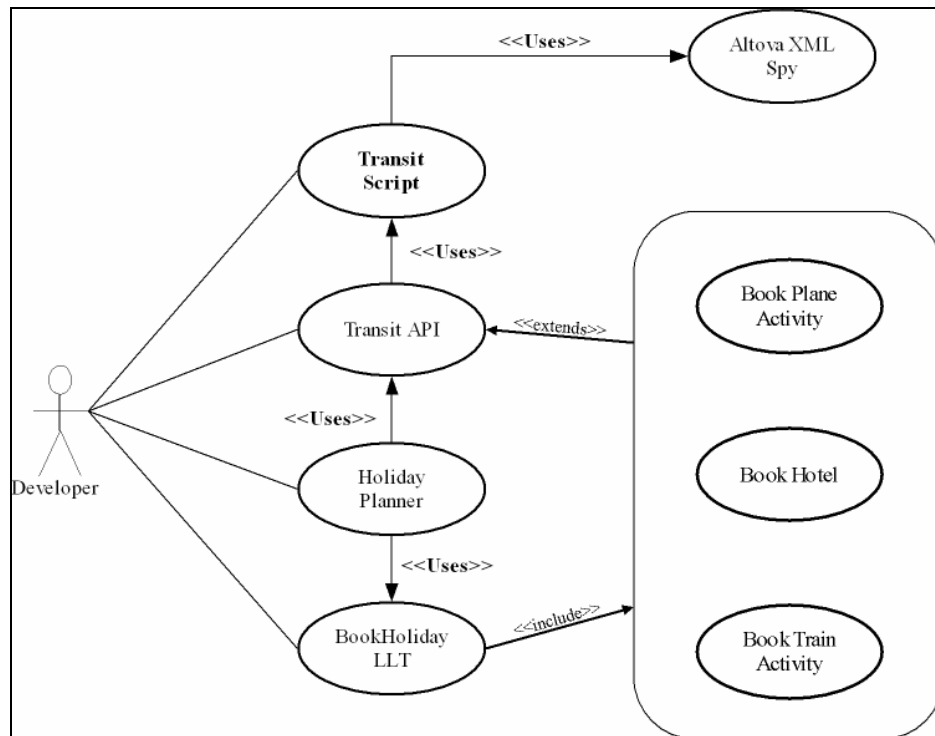 <<Uses>>
Altova XML
Spy
Transit
Script
<<Uses>>
Transit API
<<extends>>
Book Plane
Activity
<<Uses>>
Developer
Holiday
Planner
Book Hotel
<<Uses>>
BookHoliday
LLT
<<include>>
Book Train
Activity